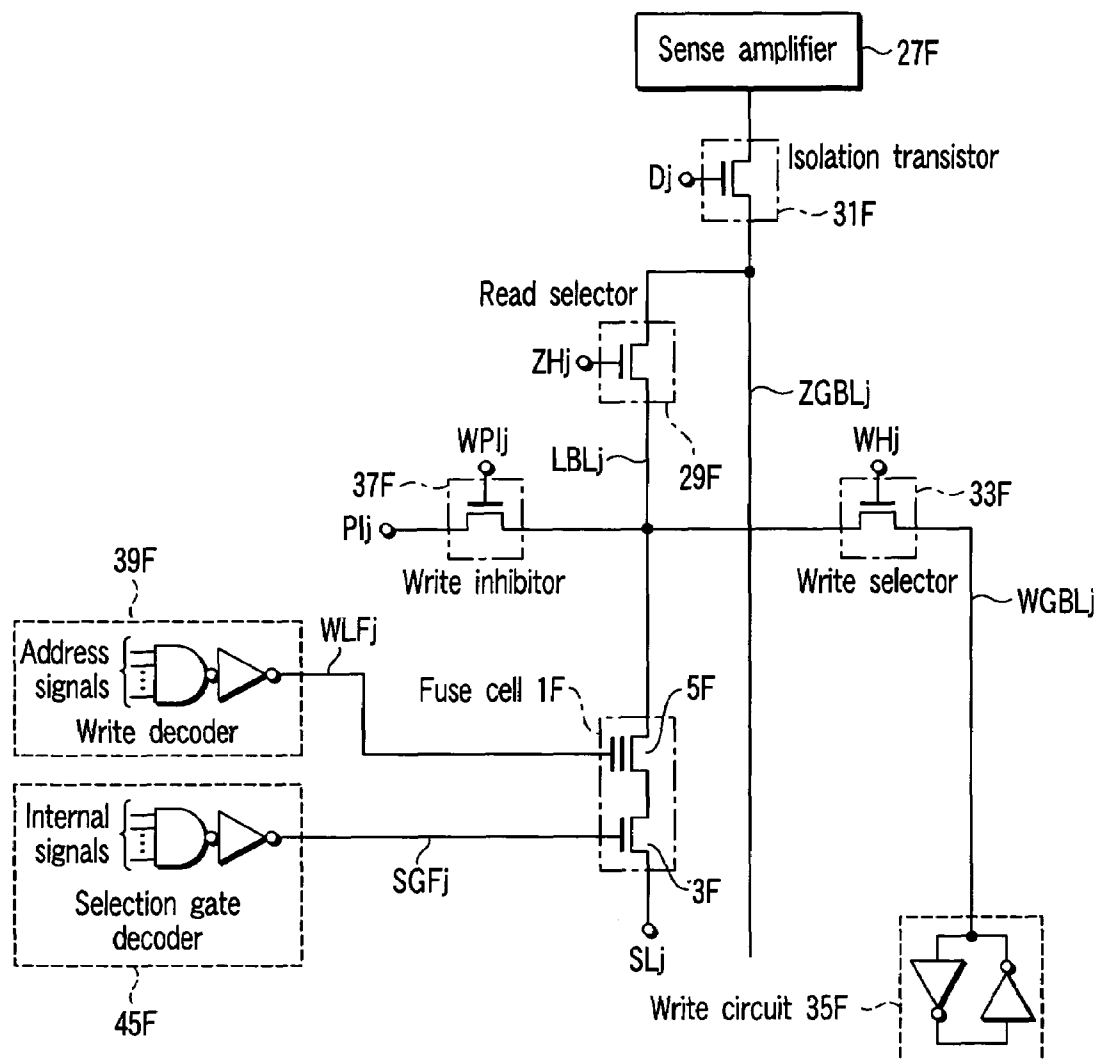 Sense amplifier
27F
Isolation transistor
Dj
31F
Read selector
ZHj
ZGBLj
29F
WPIj
LBLj
WHj
37F
33F
PIj
Write inhibitor
Write selector
39F
WGBLj
WLFj
Address
signals
Write decoder
Fuse cell 1F
5F
Internal
signals
SGFj
3F
Selection gate
decoder
SLj
45F
Write circuit 35F